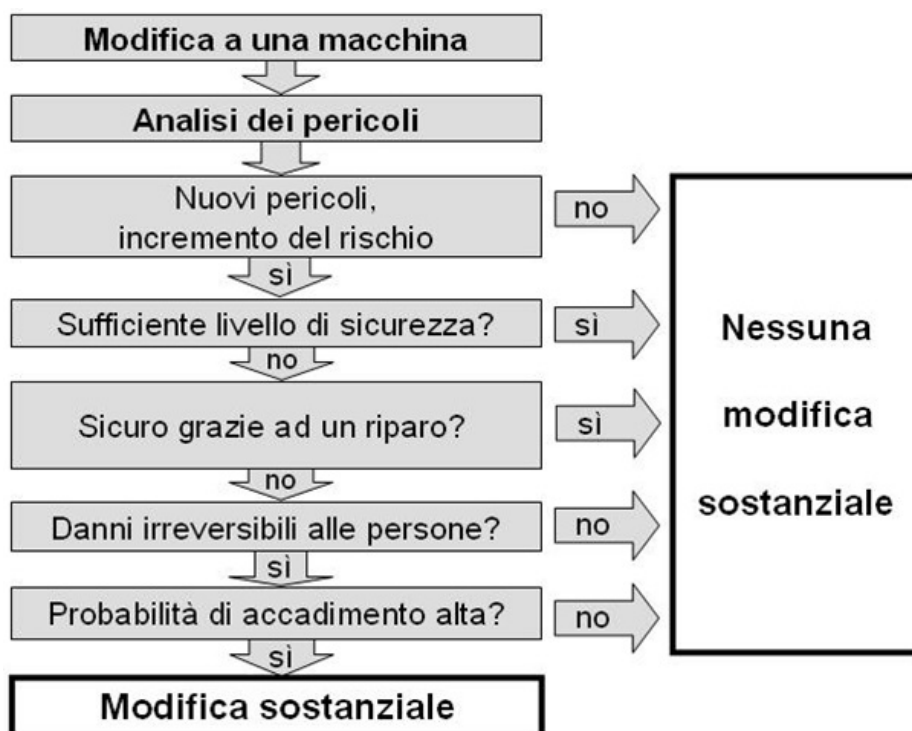 Modifica a una macchina
Analisi dei pericoli
Nuovi pericoli,
incremento del rischio
no
sì
Sufficiente livello di sicurezza?
sì
no
Sicuro grazie ad un riparo?
sì
no
Danni irreversibili alle persone?
no
sì
Probabilità di accadimento alta?
no
sì
Modifica sostanziale
Nessuna
modifica
sostanziale